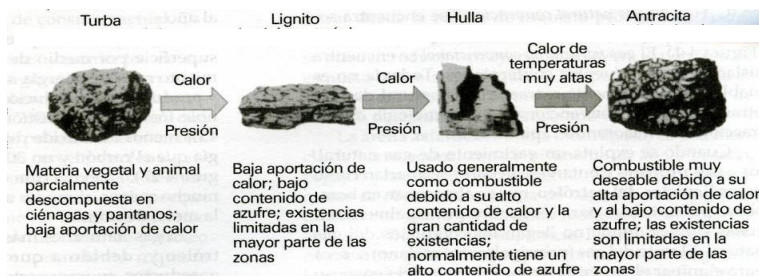 Turba
Lignito
Hulla
Antracita
Calor
Presión
Calor
Presión
Calor de
temperaturas
muy altas
Presión
Materia vegetal y animal
parcialmente
descompuesta en
ciénagas y pantanos;
baja aportación de calor
Baja aportación de
calor; bajo
contenido de
azufre; existencias
limitadas en la
mayor parte de las
zonas
Usado generalmente
como combustible
debido a su alto
contenido de calor y la
gran cantidad de
existencias;
normalmente tiene un
alto contenido de azufre
Combustible muy
deseable debido a su
alta aportación de calor
y al bajo contenido de
azufre; las existencias
son limitadas en la
mayor parte de las
zonas